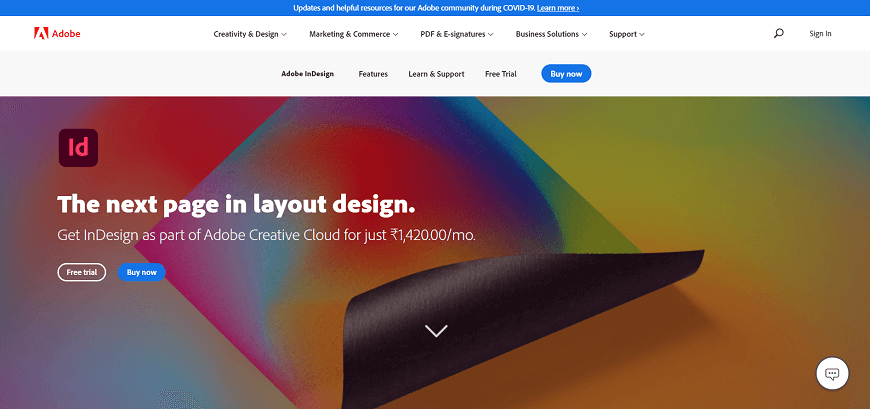 Updates and helpful resources for our Adobe community during COVID-19. Learn more ›
Adobe
Creativity & Design
Marketing & Commerce
PDF & E-signatures
Business Solutions
Support
Sign In
Adobe InDesign
Features
Learn & Support
Free Trial
Buy now
Id
The next page in layout design.
Get InDesign as part of Adobe Creative Cloud for just ₹1,420.00/mo.
Free trial
Buy now